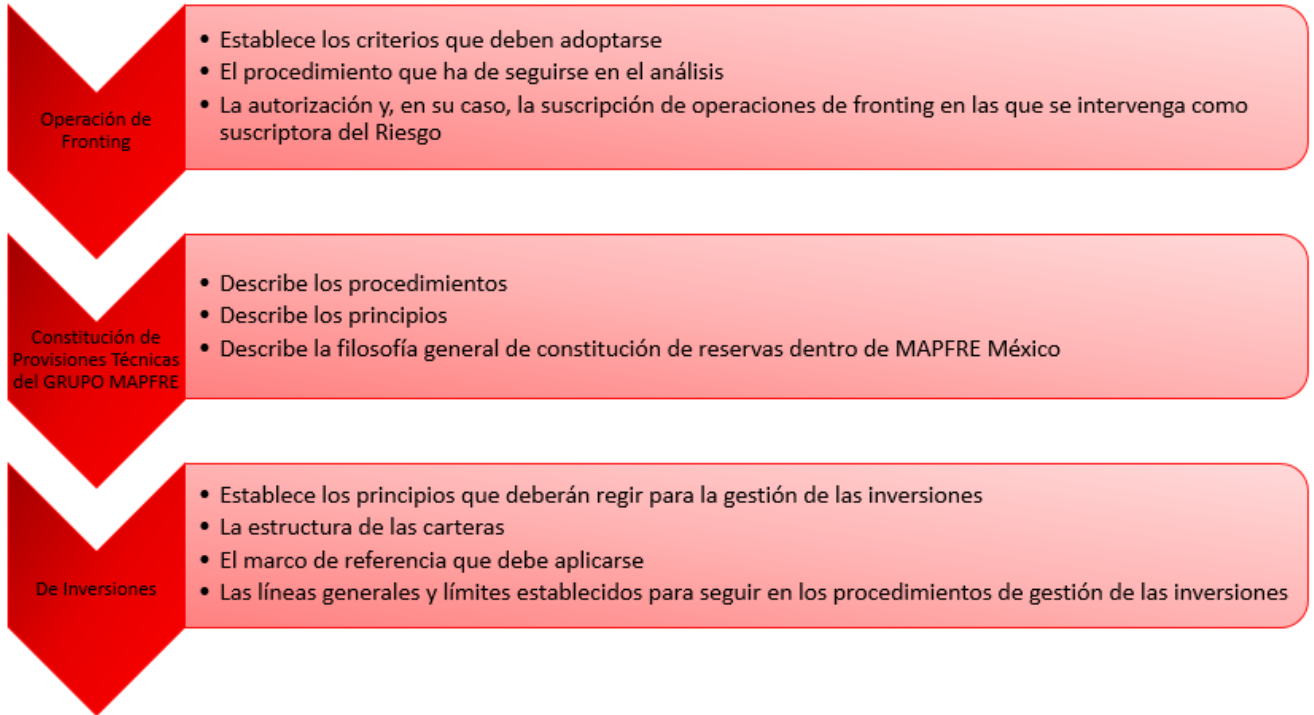 Operación de
Fronting
• Establece los criterios que deben adoptarse
• El procedimiento que ha de seguirse en el análisis
• La autorización y, en su caso, la suscripción de operaciones de fronting en las que se intervenga como
suscriptora del Riesgo
Constitución de
Provisiones Técnicas
del GRUPO MAPFRE
• Describe los procedimientos
• Describe los principios
• Describe la filosofía general de constitución de reservas dentro de MAPFRE México
De Inversiones
• Establece los principios que deberán regir para la gestión de las inversiones
• La estructura de las carteras
• El marco de referencia que debe aplicarse
• Las líneas generales y límites establecidos para seguir en los procedimientos de gestión de las inversiones